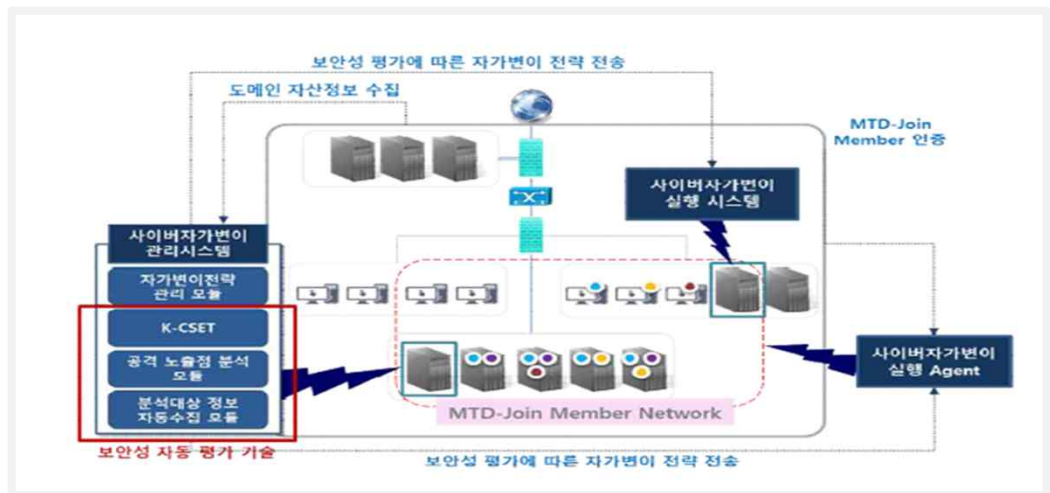 보안성 평가에 따른 자가변이 전략 전송
도메인 자산정보 수집
MTD-Join
Member 인증
사이버자가변이
실행 시스템
사이버자가변이
관리시스템
자가변이전략
관리 모듈
K-CSET
공격 노출점 분석
모듈
분석대상 정보
자동수집 모듈
보안성 자동 평가 기술
MTD-Join Member Network
사이버자가변이
실행 Agent
보안성 평가에 따른 자가변이 전략 전송